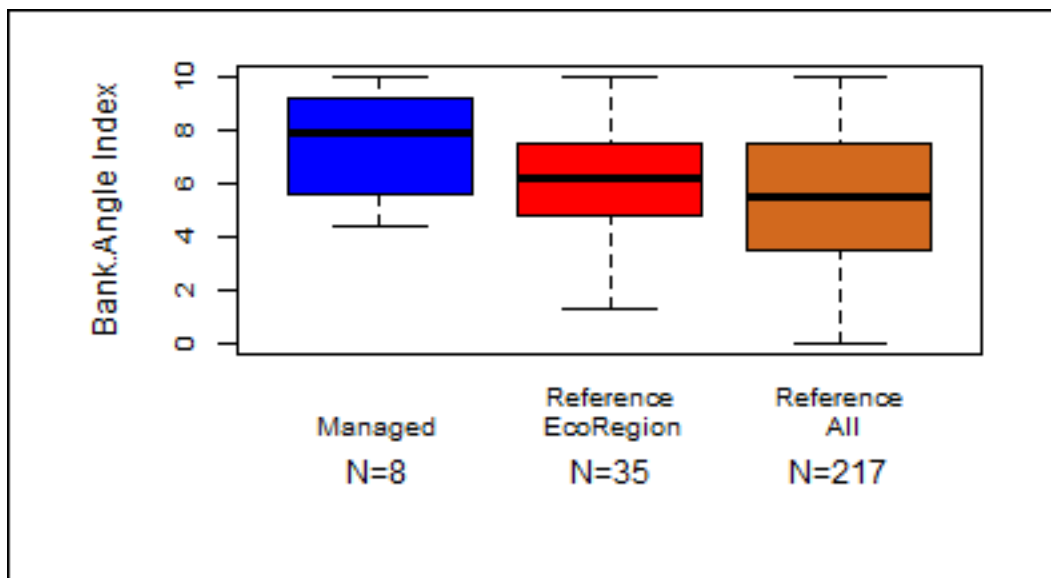 Bank.Angle Index
10
8
6
4
2
0
Managed
Reference
EcoRegion
Reference
All
N=8
N=35
N=217